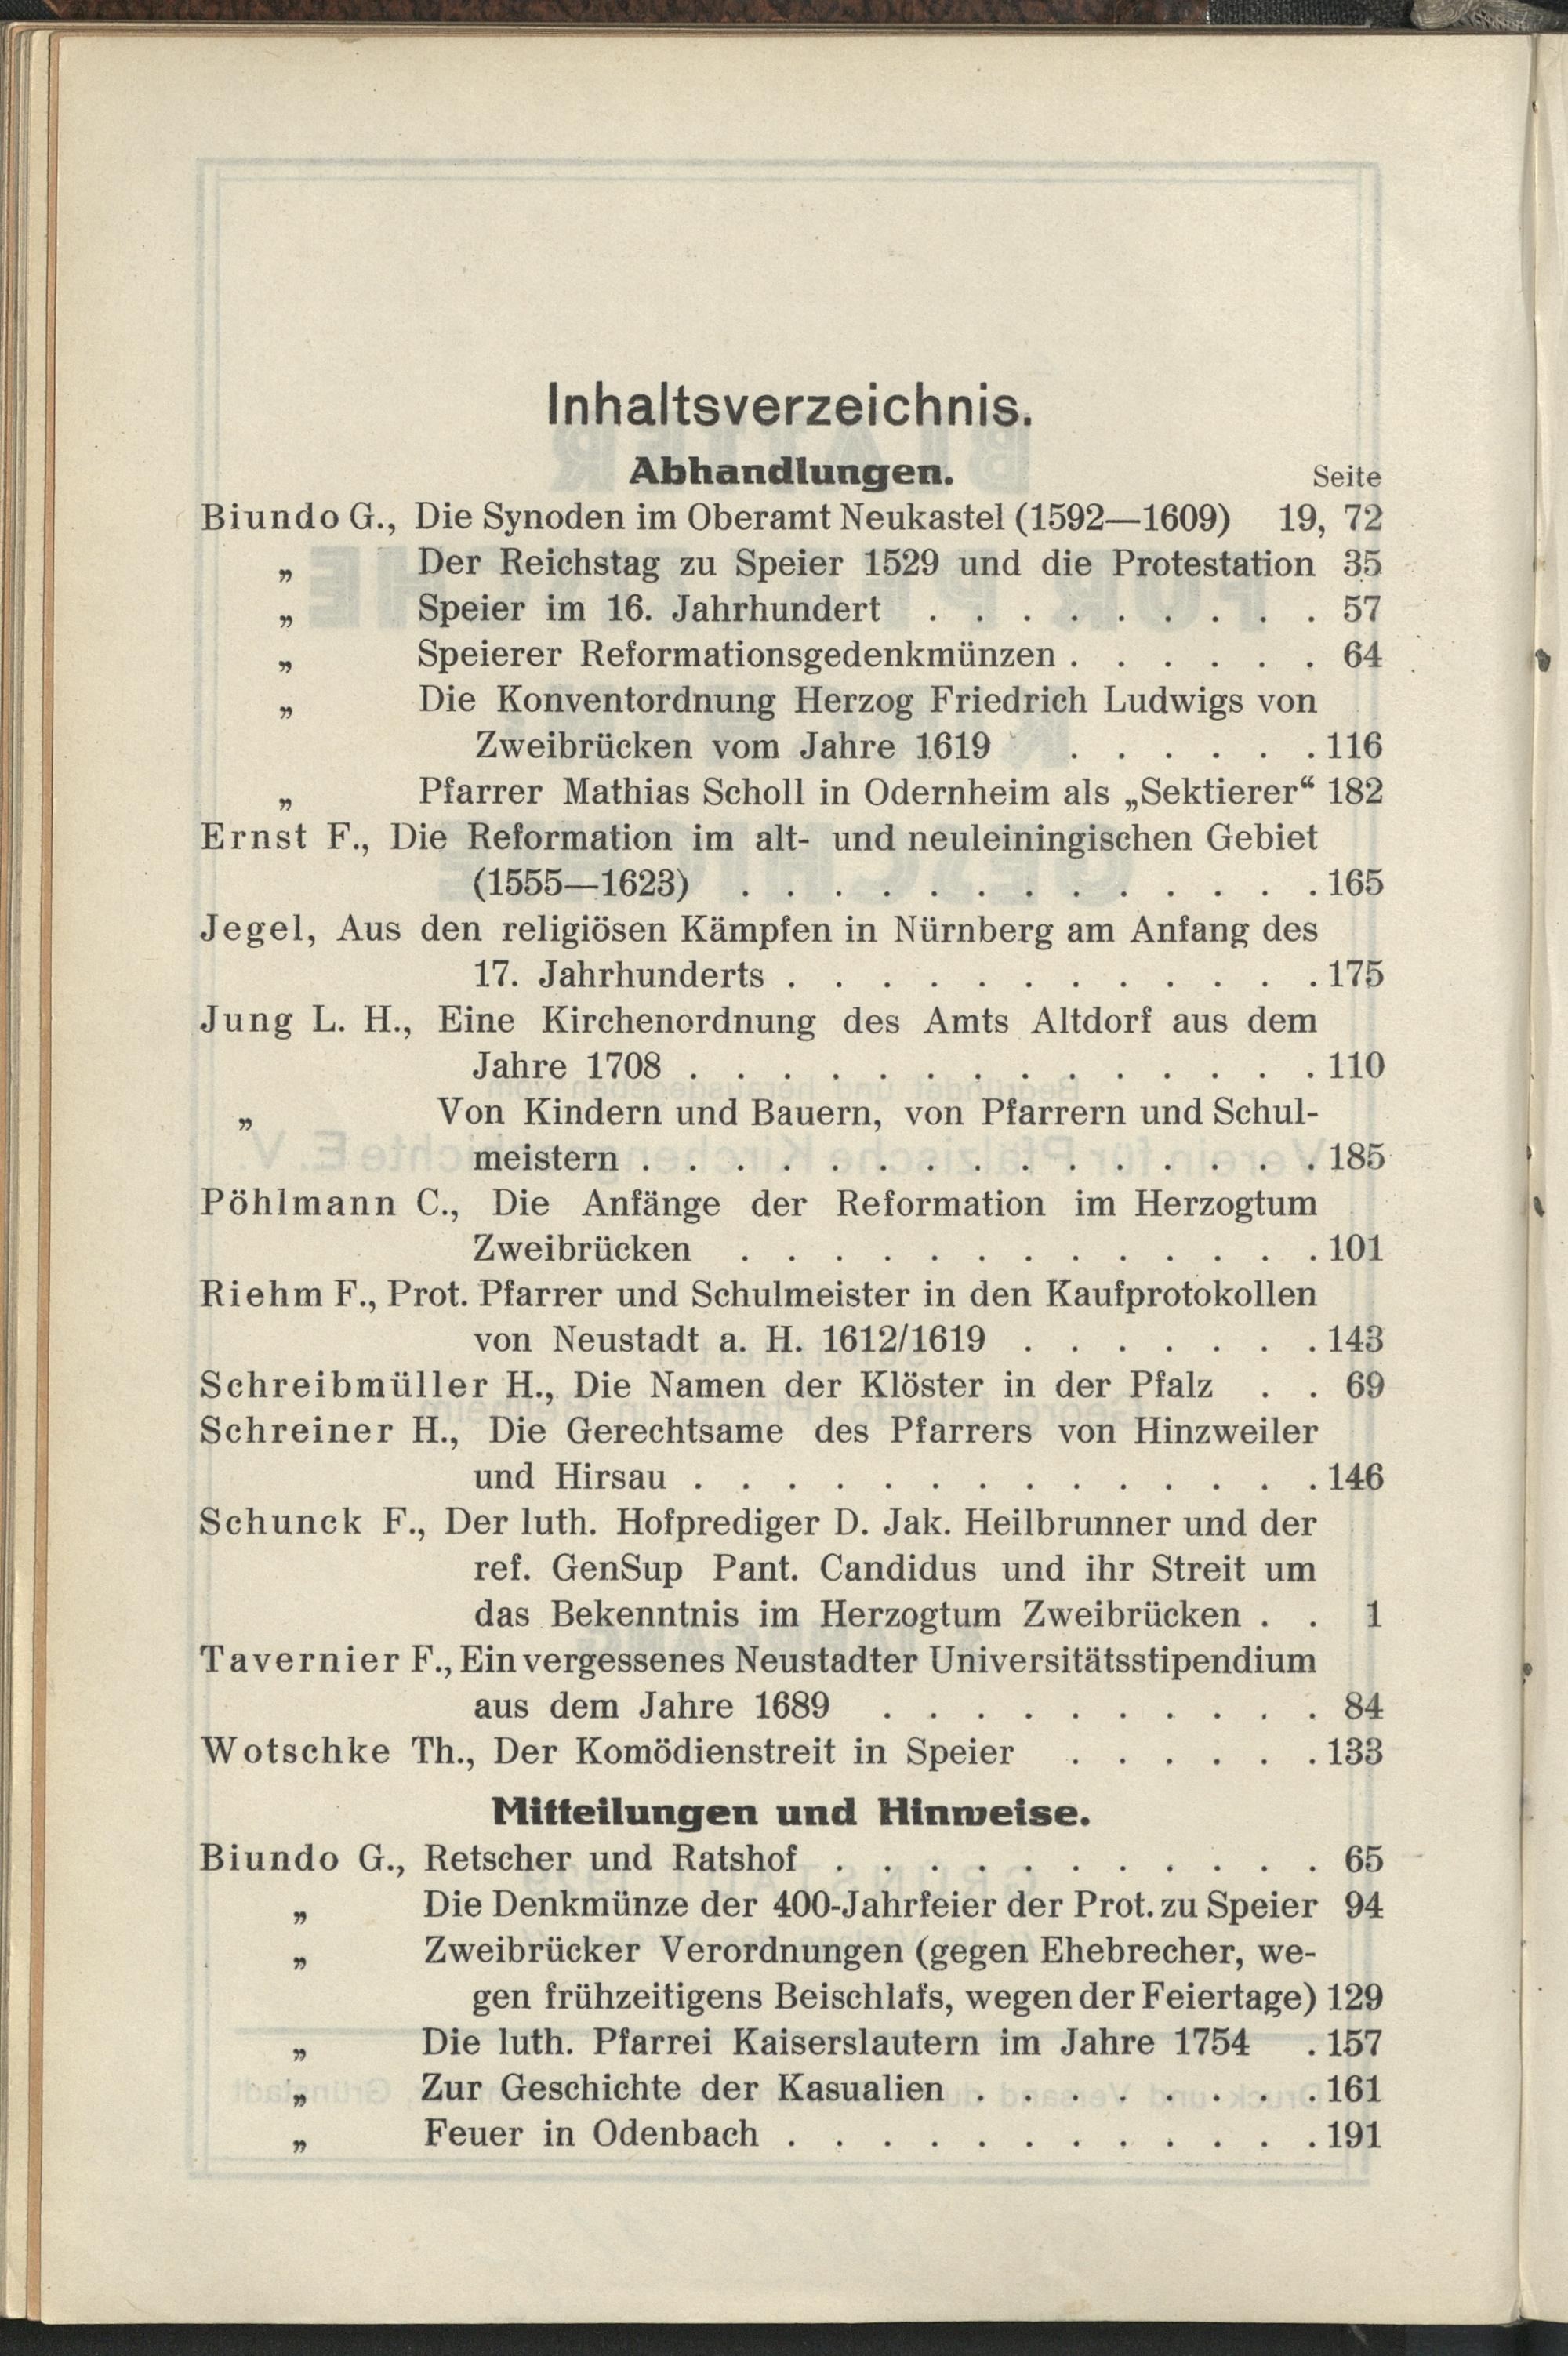 Inhaltsverzeichnis.
Abhandlungen. Seite
Biundo G., Die Synoden im Oberamt Neukastel (1592—1609) 19, 72
„ Der Reichstag zu Speier 1529 und die Protestation 35
„ Speier im 16. Jahrhundert . . . . . . . . . 57
„ Speierer Reformationsgedenkmünzen . . . . . . 64
„ Die Konventordnung Herzog Friedrich Ludwigs von
Zweibrücken vom Jahre 1619 . . . . . . 116
„ Pfarrer Mathias Scholl in Odernheim als „Sektierer“ 182
Ernst F., Die Reformation im alt- und neuleiningischen Gebiet
(1555—1623) . . . . . . . . . . . . . 165
Jegel, Aus den religiösen Kämpfen in Nürnberg am Anfang des
17. Jahrhunderts . . . . . . . . . . . . 175
Jung L. H., Eine Kirchenordnung des Amts Altdorf aus dem
Jahre 1708 . . . . . . . . . . . . . . 110
„ Von Kindern und Bauern, von Pfarrern und Schul-
meistern . . . . . . . . . . . . . . . 185
Pöhlmann C., Die Anfänge der Reformation im Herzogtum
Zweibrücken . . . . . . . . . . . . . 101
Riehm F., Prot. Pfarrer und Schulmeister in den Kaufprotokollen
von Neustadt a. H. 1612/1619 . . . . . . . 143
Schreibmüller H., Die Namen der Klöster in der Pfalz . . 69
Schreiner H., Die Gerechtsame des Pfarrers von Hinzweiler
und Hirsau . . . . . . . . . . . . . . 146
Schunck F., Der luth. Hofprediger D. Jak. Heilbrunner und der
ref. GenSup Pant. Candidus und ihr Streit um
das Bekenntnis im Herzogtum Zweibrücken . . 1
Tavernier F., Ein vergessenes Neustadter Universitätsstipendium
aus dem Jahre 1689 . . . . . . . . . . 84
Wotschke Th., Der Komödienstreit in Speier . . . . . . 133
Mitteilungen und Hinweise.
Biundo G., Retscher und Ratshof . . . . . . . . . . . 65
„ Die Denkmünze der 400-Jahrfeier der Prot. zu Speier 94
„ Zweibrücker Verordnungen (gegen Ehebrecher, we-
gen frühzeitigens Beischlafs, wegen der Feiertage) 129
„ Die luth. Pfarrei Kaiserslautern im Jahre 1754 . 157
„ Zur Geschichte der Kasualien . . . . . . . . 161
„ Feuer in Odenbach . . . . . . . . . . . . 191